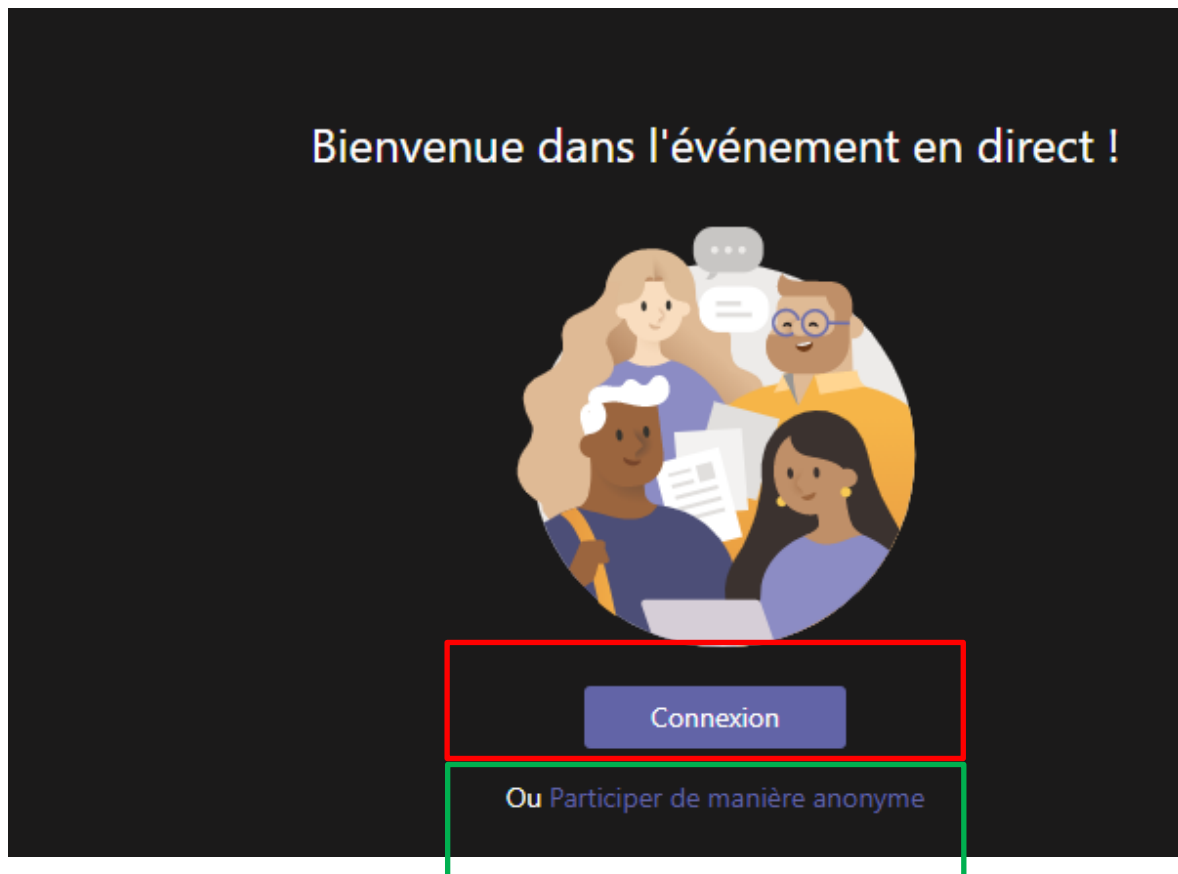 Bienvenue dans l'événement en direct !
Connexion
Ou Participer de manière anonyme